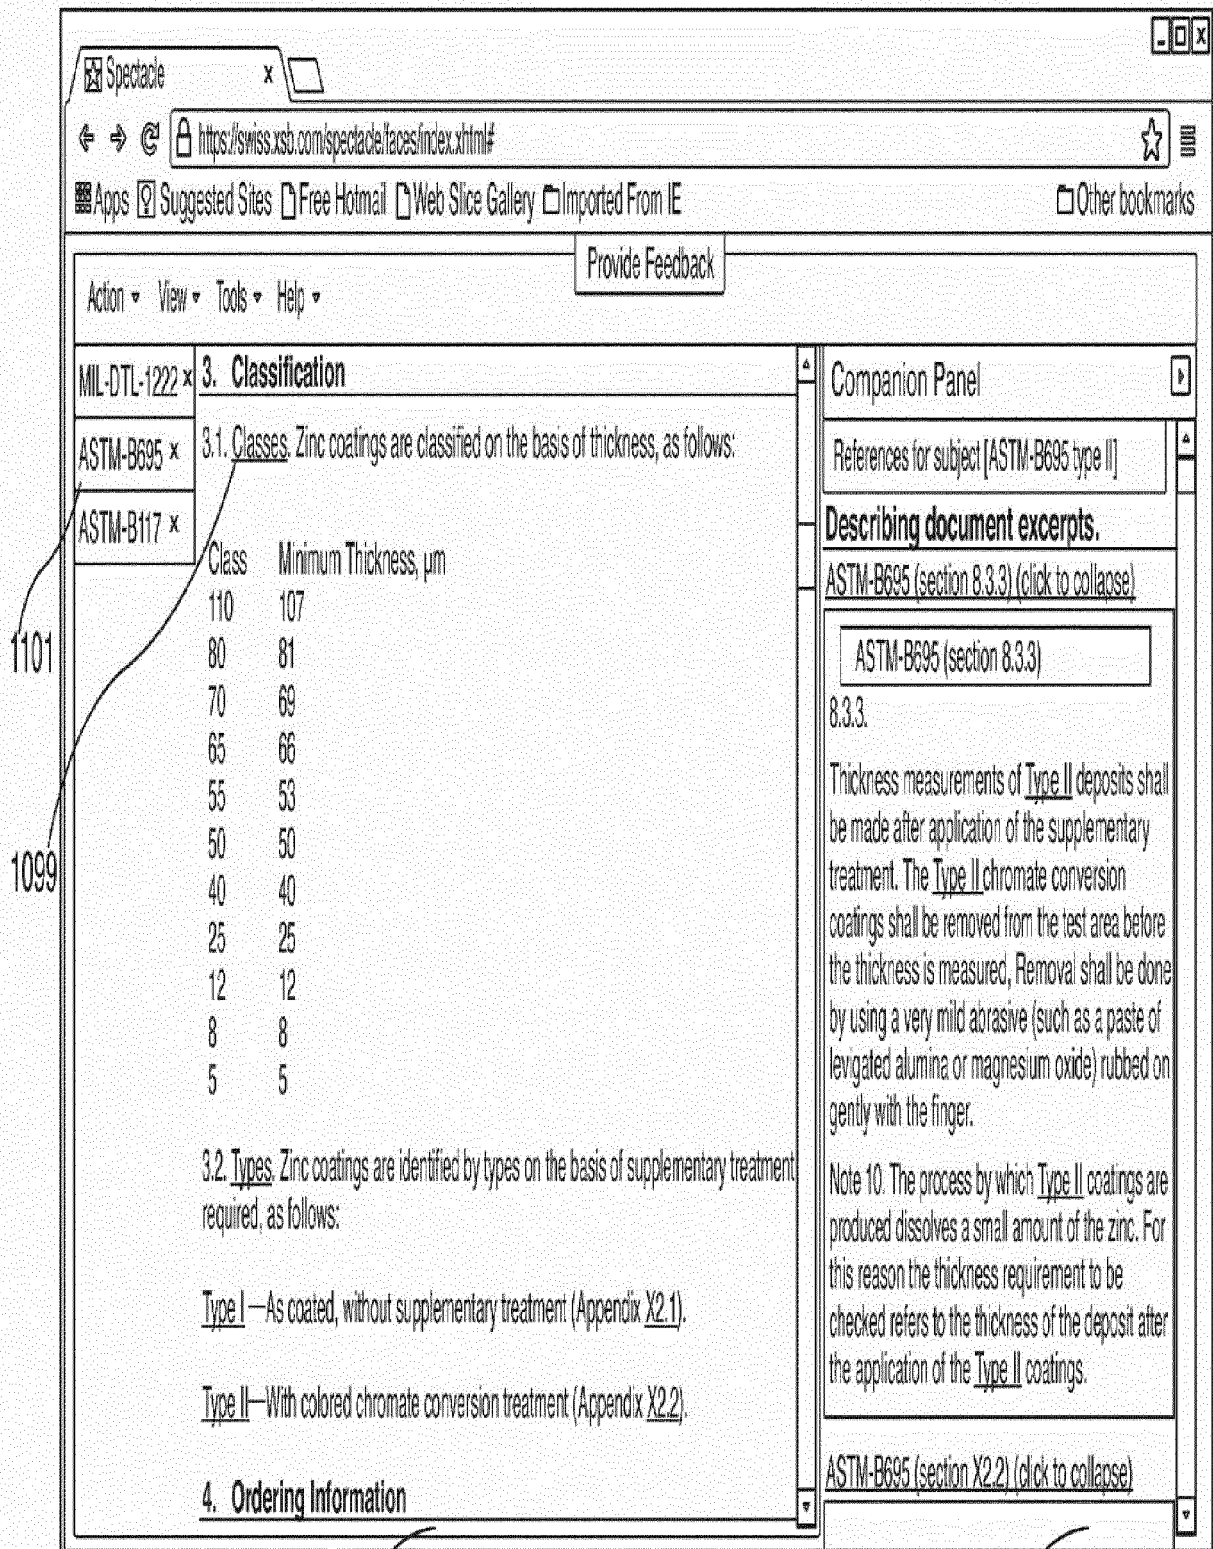 Spectacle x
https://swiss.xsb.com/spectacle/faces/index.xhtml#
Apps Suggested Sites Free Hotmail Web Slice Gallery Imported From IE Other bookmarks
Provide Feedback
Action View Tools Help
MIL-DTL-1222 x
ASTM-B695 x
ASTM-B117 x
1101
1099
3. Classification
3.1. Classes. Zinc coatings are classified on the basis of thickness, as follows:
Class Minimum Thickness, µm
110 107
80 81
70 69
65 66
55 53
50 50
40 40
25 25
12 12
8 8
5 5
3.2. Types. Zinc coatings are identified by types on the basis of supplementary treatment
required, as follows:
Type I —As coated, without supplementary treatment (Appendix X2.1).
Type II—With colored chromate conversion treatment (Appendix X2.2).
4. Ordering Information
Companion Panel
References for subject [ASTM-B695 type II]
Describing document excerpts.
ASTM-B695 (section 8.3.3) (click to collapse)
ASTM-B695 (section 8.3.3)
8.3.3.
Thickness measurements of Type II deposits shall
be made after application of the supplementary
treatment. The Type II chromate conversion
coatings shall be removed from the test area before
the thickness is measured, Removal shall be done
by using a very mild abrasive (such as a paste of
levigated alumina or magnesium oxide) rubbed on
gently with the finger.
Note 10. The process by which Type II coatings are
produced dissolves a small amount of the zinc. For
this reason the thickness requirement to be
checked refers to the thickness of the deposit after
the application of the Type II coatings.
ASTM-B695 (section X2.2) (click to collapse)